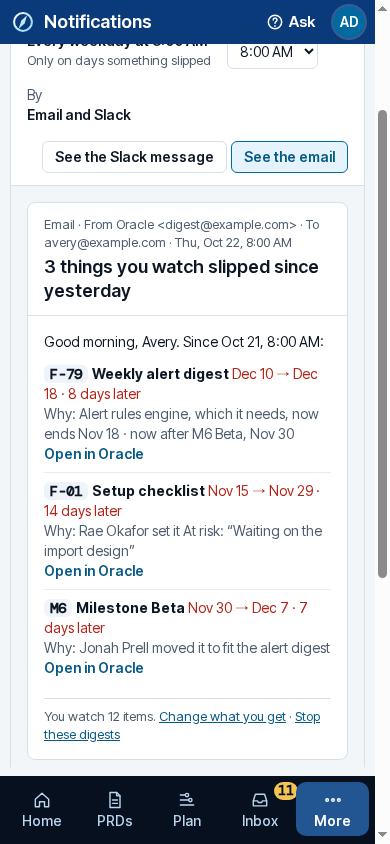 Notifications
Ask
AD
Every weekday at 8:00 AM
Only on days something slipped
8:00 AM
By
Email and Slack
See the Slack message
See the email
Email · From Oracle <digest@example.com> · To
avery@example.com · Thu, Oct 22, 8:00 AM
3 things you watch slipped since
yesterday
Good morning, Avery. Since Oct 21, 8:00 AM:
F-79 Weekly alert digest Dec 10 → Dec
18 · 8 days later
Why: Alert rules engine, which it needs, now
ends Nov 18 · now after M6 Beta, Nov 30
Open in Oracle
F-01 Setup checklist Nov 15 → Nov 29 ·
14 days later
Why: Rae Okafor set it At risk: “Waiting on the
import design”
Open in Oracle
M6 Milestone Beta Nov 30 → Dec 7 · 7
days later
Why: Jonah Prell moved it to fit the alert digest
Open in Oracle
You watch 12 items. Change what you get · Stop
these digests
11
Home
PRDs
Plan
Inbox
More